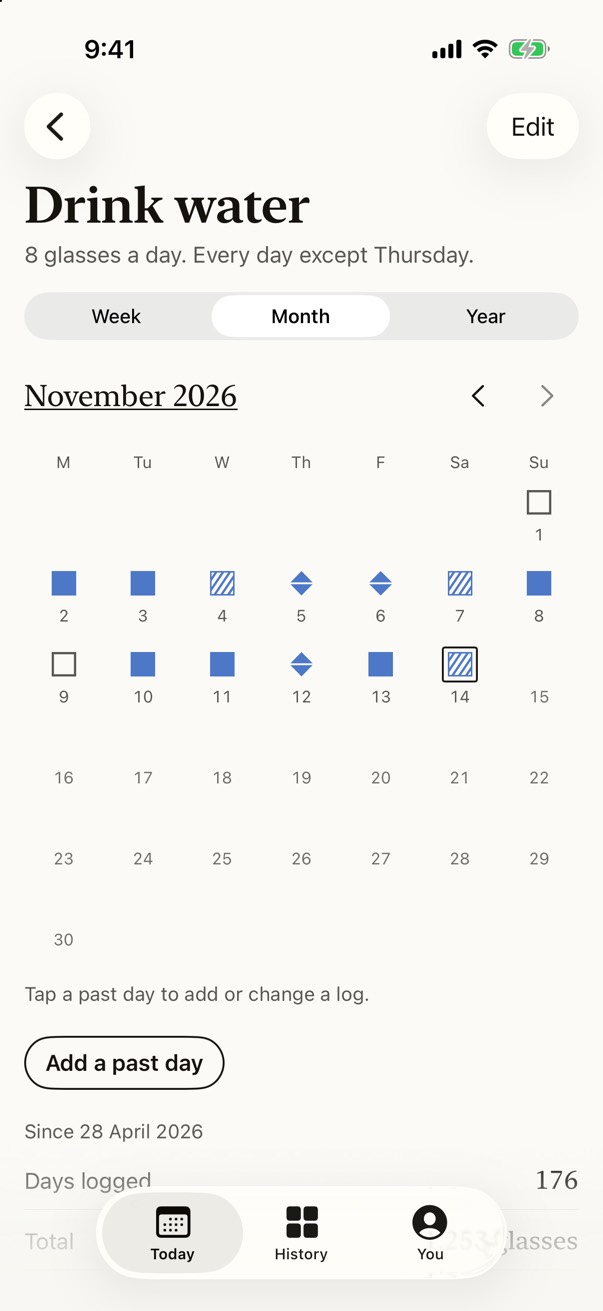 9:41
Edit
Drink water
8 glasses a day. Every day except Thursday.
Week Month Year
November 2026
M Tu W Th F Sa Su
1
2 3 4 5 6 7 8
9 10 11 12 13 14 15
16 17 18 19 20 21 22
23 24 25 26 27 28 29
30
Tap a past day to add or change a log.
Add a past day
Since 28 April 2026
Days logged 176
Total glasses
Today History You